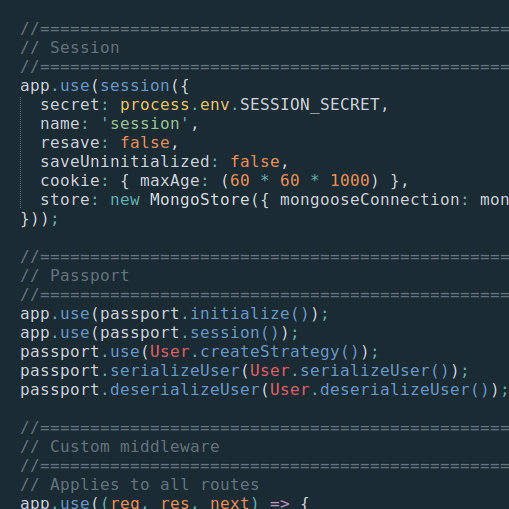 //===============================================
// Session
//===============================================
app.use(session({
  secret: process.env.SESSION_SECRET,
  name: 'session',
  resave: false,
  saveUninitialized: false,
  cookie: { maxAge: (60 * 60 * 1000) },
  store: new MongoStore({ mongooseConnection: mon
}));
//===============================================
// Passport
//===============================================
app.use(passport.initialize());
app.use(passport.session());
passport.use(User.createStrategy());
passport.serializeUser(User.serializeUser());
passport.deserializeUser(User.deserializeUser());
//===============================================
// Custom middleware
//===============================================
// Applies to all routes
app.use((req, res, next) => {